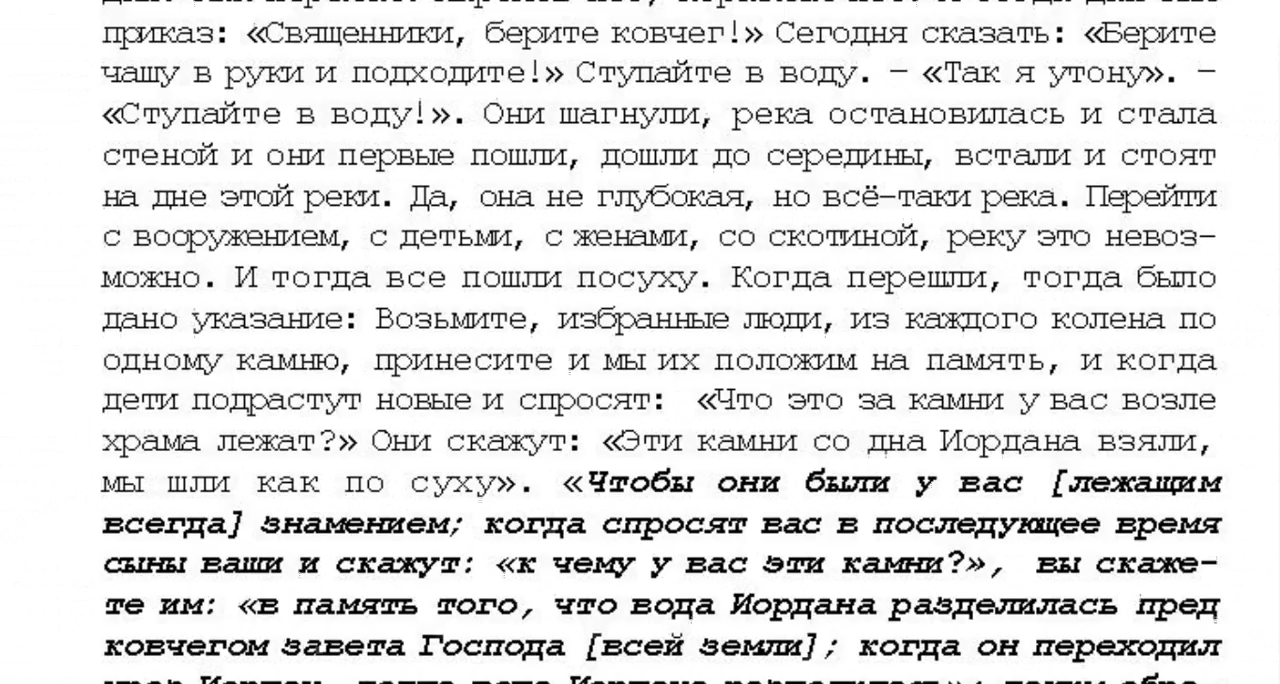 приказ: «Священники, берите ковчег!» Сегодня сказать: «Берите
чашу в руки и подходите!» Ступайте в воду. – «Так я утону». –
«Ступайте в воду!». Они шагнули, река остановилась и стала
стеной и они первые пошли, дошли до середины, встали и стоят
на дне этой реки. Да, она не глубокая, но всё-таки река. Перейти
с вооружением, с детьми, с женами, со скотиной, реку это невоз-
можно. И тогда все пошли посуху. Когда перешли, тогда было
дано указание: Возьмите, избранные люди, из каждого колена по
одному камню, принесите и мы их положим на память, и когда
дети подрастут новые и спросят: «Что это за камни у вас возле
храма лежат?» Они скажут: «Эти камни со дна Иордана взяли,
мы шли как по суху». «Чтобы они были у вас [лежащим
всегда] знамением; когда спросят вас в последующее время
сыны ваши и скажут: «к чему у вас эти камни?», вы скаже-
те им: «в память того, что вода Иордана разделилась пред
ковчегом завета Господа [всей земли]; когда он переходил